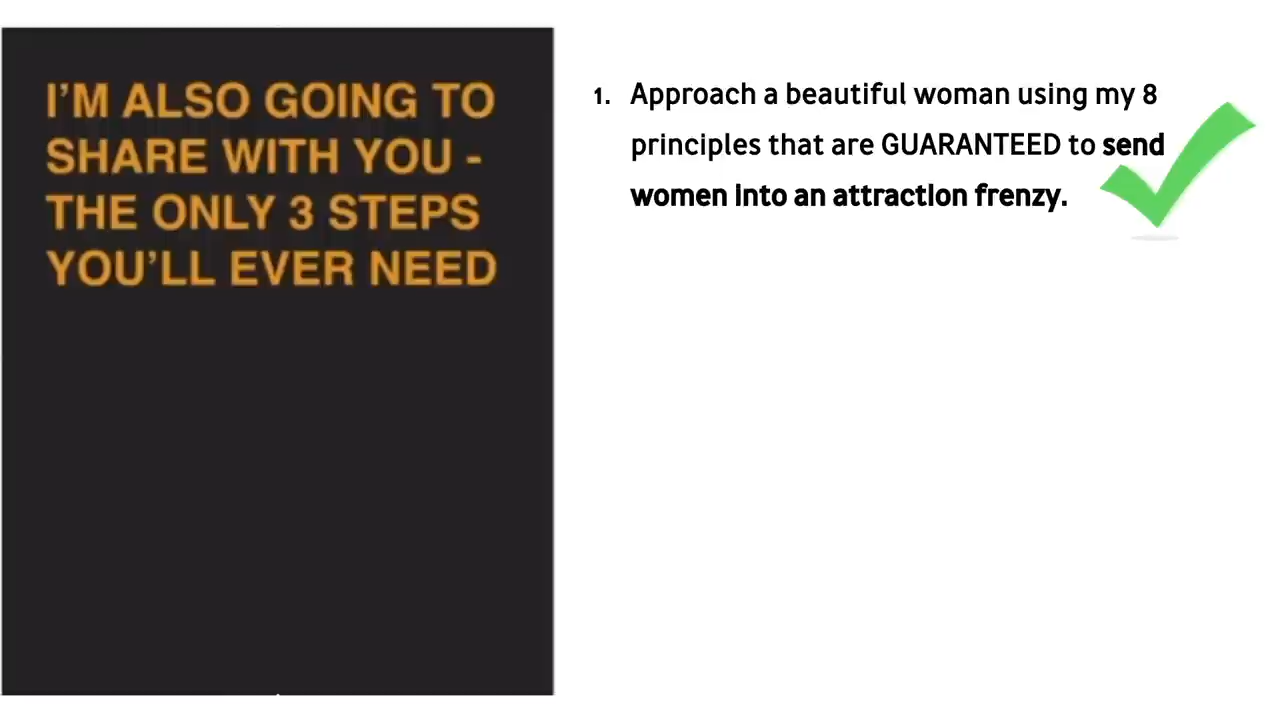 I'M ALSO GOING TO
SHARE WITH YOU -
THE ONLY 3 STEPS
YOU'LL EVER NEED
1. Approach a beautiful woman using my 8
principles that are GUARANTEED to send
women into an attraction frenzy.